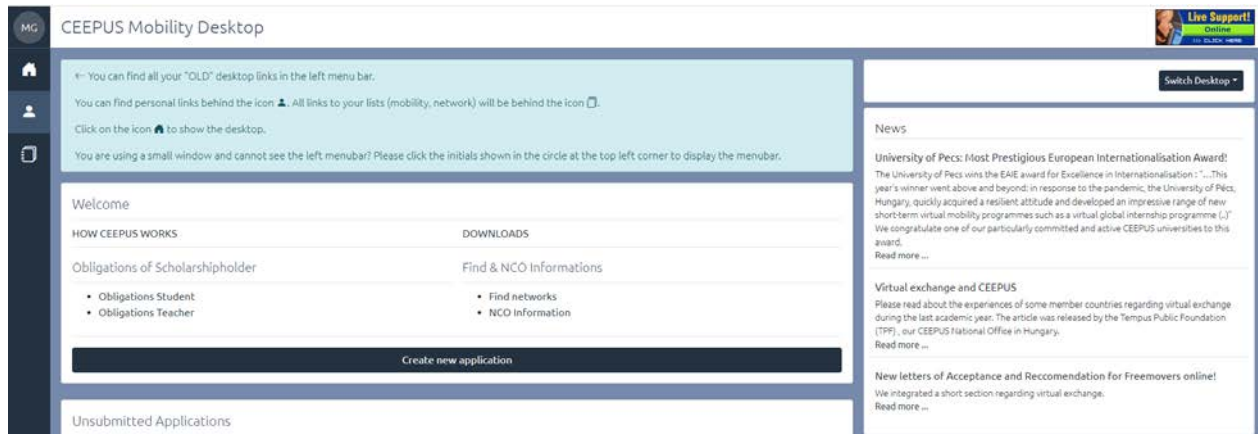 MG
CEEPUS Mobility Desktop
Live Support!
Online
>>> CLICK HERE
← You can find all your "OLD" desktop links in the left menu bar.
You can find personal links behind the icon . All links to your lists (mobility, network) will be behind the icon .
Click on the icon to show the desktop.
You are using a small window and cannot see the left menubar? Please click the initials shown in the circle at the top left corner to display the menubar.
Welcome
HOW CEEPUS WORKS
DOWNLOADS
Obligations of Scholarshipholder
Find & NCO Informations
• Obligations Student
• Obligations Teacher
• Find networks
• NCO Information
Create new application
Unsubmitted Applications
Switch Desktop
News
University of Pecs: Most Prestigious European Internationalisation Award!
The University of Pecs wins the EAIE award for Excellence in Internationalisation : "....This
year's winner went above and beyond: in response to the pandemic, the University of Pécs,
Hungary, quickly acquired a resilient attitude and developed an impressive range of new
short-term virtual mobility programmes such as a virtual global internship programme (..)"
We congratulate one of our particularly committed and active CEEPUS universities to this
award.
Read more ...
Virtual exchange and CEEPUS
Please read about the experiences of some member countries regarding virtual exchange
during the last academic year. The article was released by the Tempus Public Foundation
(TPF) , our CEEPUS National Office in Hungary.
Read more ...
New letters of Acceptance and Reccomendation for Freemovers online!
We integrated a short section regarding virtual exchange.
Read more ...